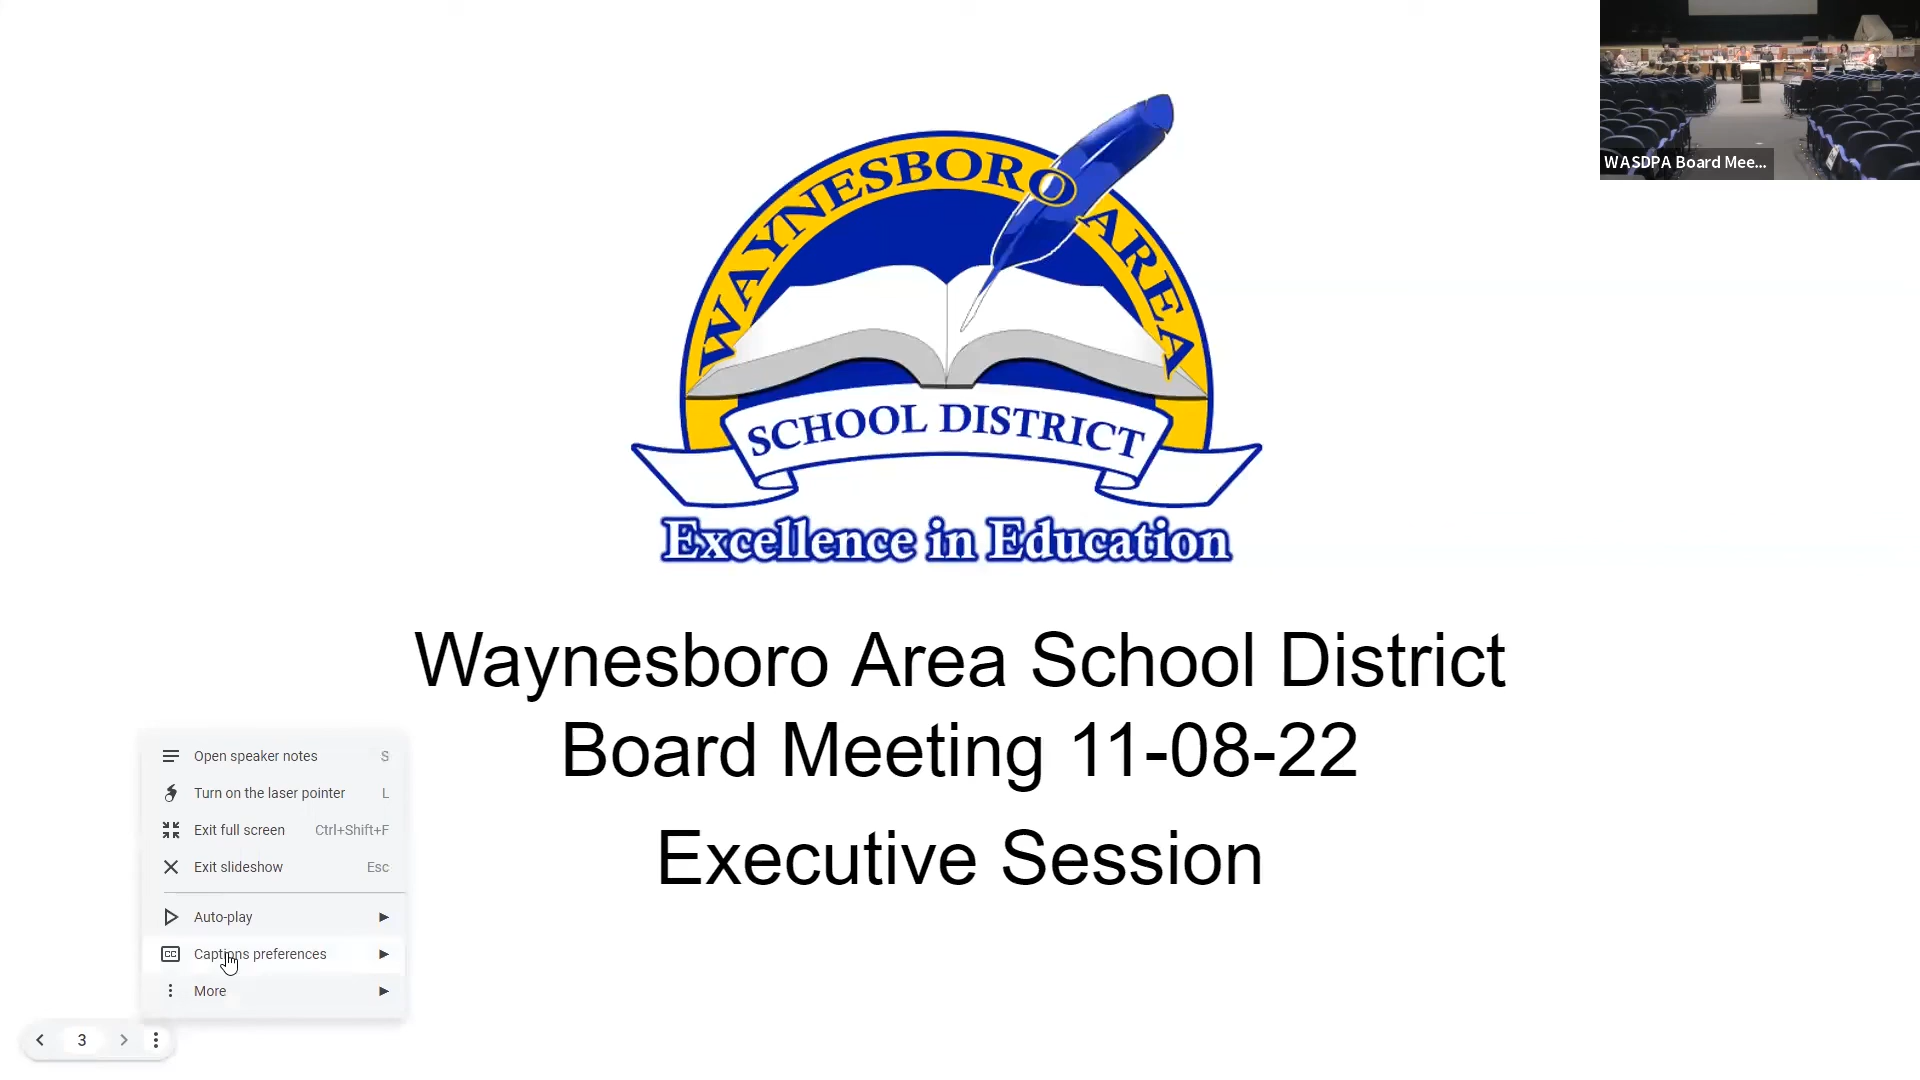 WASDPA Board Mee...
WAYNESBORO AREA
SCHOOL DISTRICT
Excellence in Education
Waynesboro Area School District
Board Meeting 11-08-22
Executive Session
Open speaker notes S
Turn on the laser pointer L
Exit full screen Ctrl+Shift+F
Exit slideshow Esc
Auto-play
CC Captions preferences
More
3